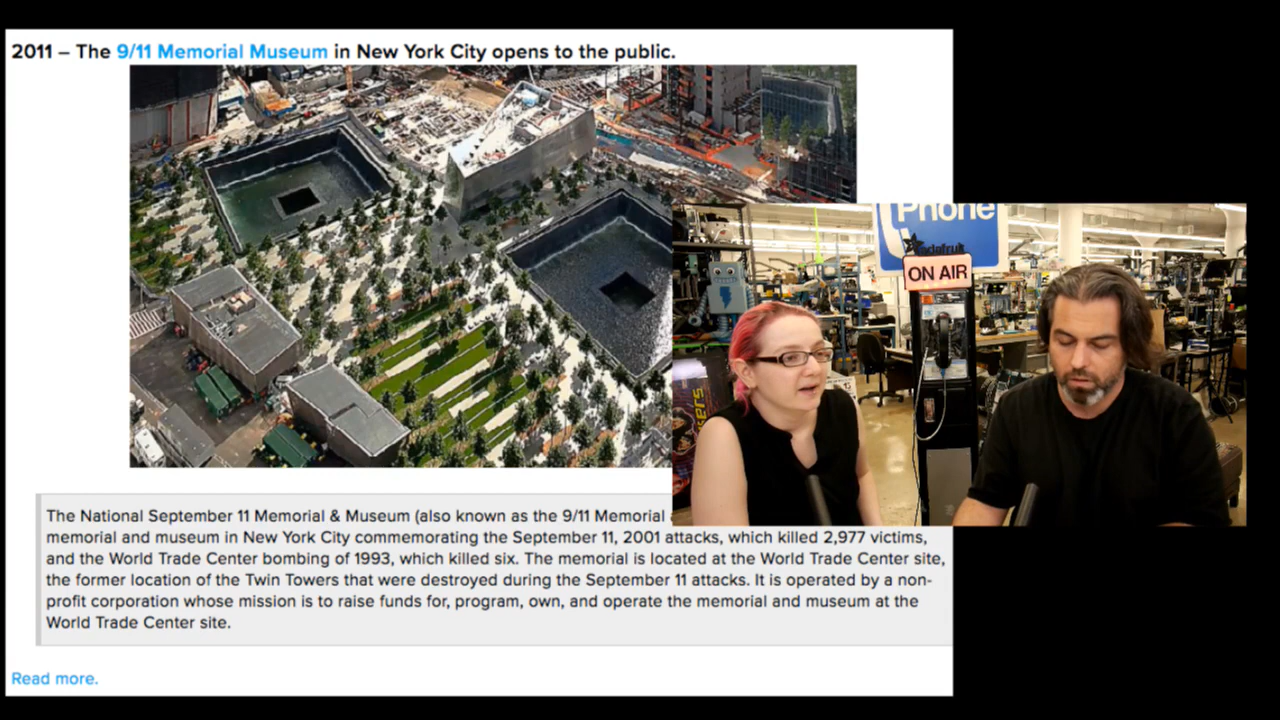 2011 – The 9/11 Memorial Museum in New York City opens to the public.
Phone
adafruit
ON AIR
The National September 11 Memorial & Museum (also known as the 9/11 Memorial
memorial and museum in New York City commemorating the September 11, 2001 attacks, which killed 2,977 victims,
and the World Trade Center bombing of 1993, which killed six. The memorial is located at the World Trade Center site,
the former location of the Twin Towers that were destroyed during the September 11 attacks. It is operated by a non-
profit corporation whose mission is to raise funds for, program, own, and operate the memorial and museum at the
World Trade Center site.
Read more.